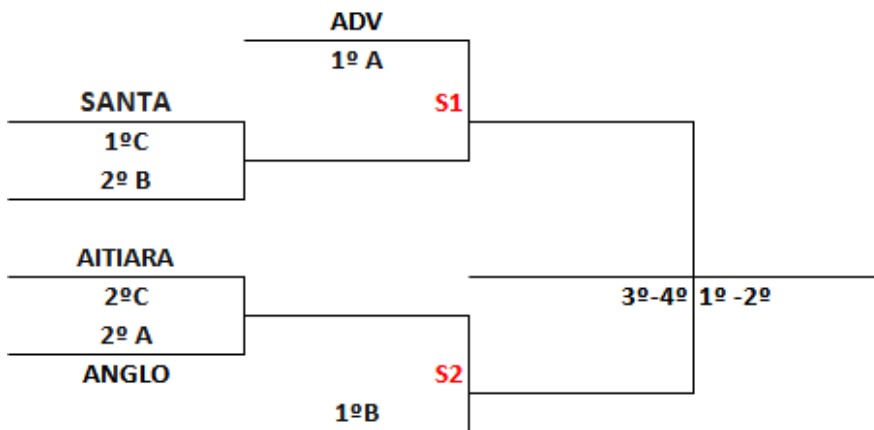 ADV
1º A
SANTA
S1
1ºC
2º B
AITIARA
2ºC
3º-4º 1º -2º
2º A
ANGLO
S2
1ºB